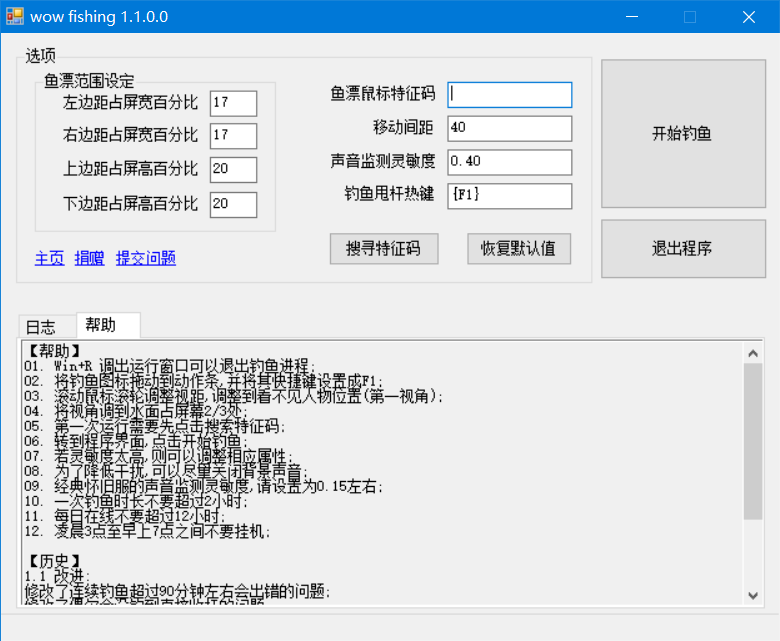 wow fishing 1.1.0.0
选项
鱼漂范围设定
左边距占屏宽百分比 17
右边距占屏宽百分比 17
上边距占屏高百分比 20
下边距占屏高百分比 20
主页 捐赠 提交问题
鱼漂鼠标特征码
移动间距 40
声音监测灵敏度 0.40
钓鱼甩杆热键 {F1}
搜寻特征码 恢复默认值
开始钓鱼
退出程序
日志 帮助
【帮助】
01. Win+R 调出运行窗口可以退出钓鱼进程;
02. 将钓鱼图标拖动到动作条,并将其快捷键设置成F1;
03. 滚动鼠标滚轮调整视距,调整到看不见人物位置(第一视角);
04. 将视角调到水面占屏幕2/3处;
05. 第一次运行需要先点击搜索特征码;
06. 转到程序界面,点击开始钓鱼;
07. 若灵敏度太高,则可以调整相应属性;
08. 为了降低干扰,可以尽量关闭背景声音;
09. 经典怀旧服的声音监测灵敏度,请设置为0.15左右;
10. 一次钓鱼时长不要超过2小时;
11. 每日在线不要超过12小时;
12. 凌晨3点至早上7点之间不要挂机;
【历史】
1.1 改进:
修改了连续钓鱼超过90分钟左右会出错的问题;